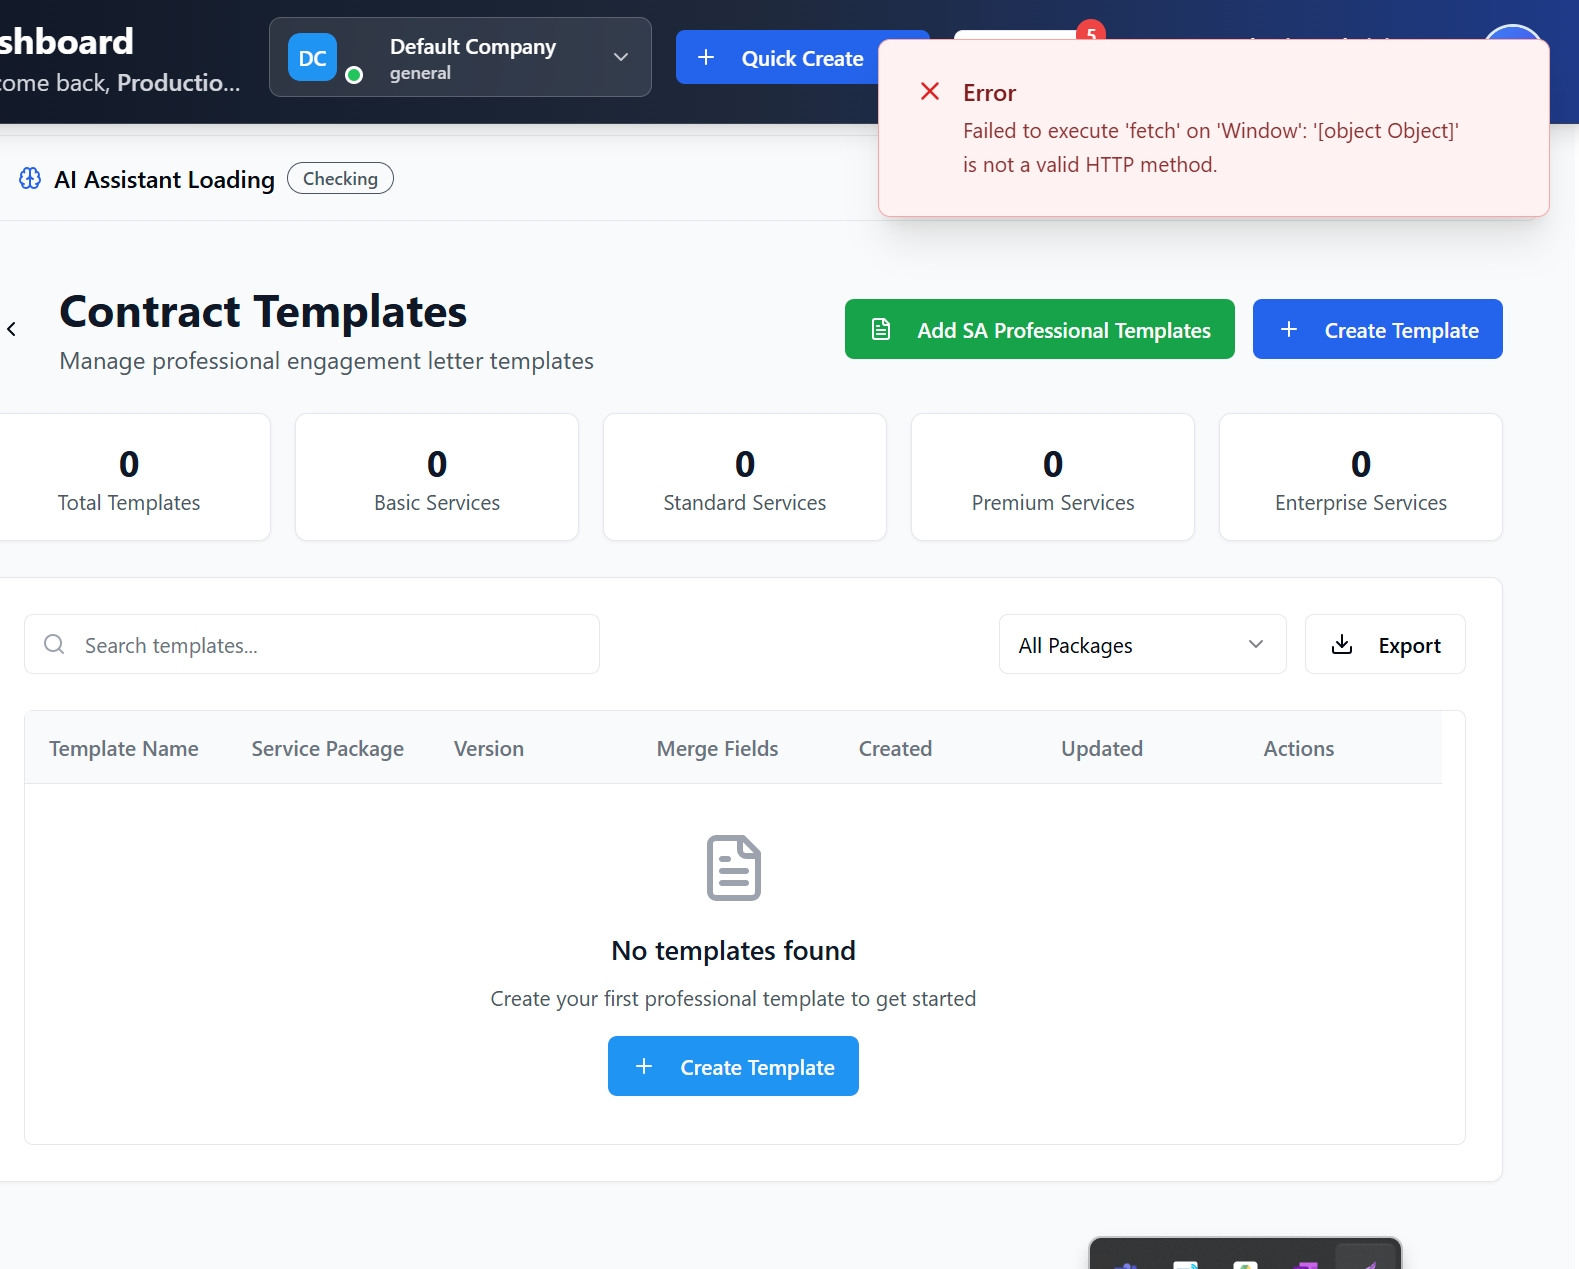 shboard
come back, Productio...
DC
Default Company
general
Quick Create
5
Error
Failed to execute 'fetch' on 'Window': '[object Object]'
is not a valid HTTP method.
AI Assistant Loading
Checking
Contract Templates
Manage professional engagement letter templates
Add SA Professional Templates
Create Template
0
Total Templates
0
Basic Services
0
Standard Services
0
Premium Services
0
Enterprise Services
Search templates...
All Packages
Export
Template Name
Service Package
Version
Merge Fields
Created
Updated
Actions
No templates found
Create your first professional template to get started
Create Template